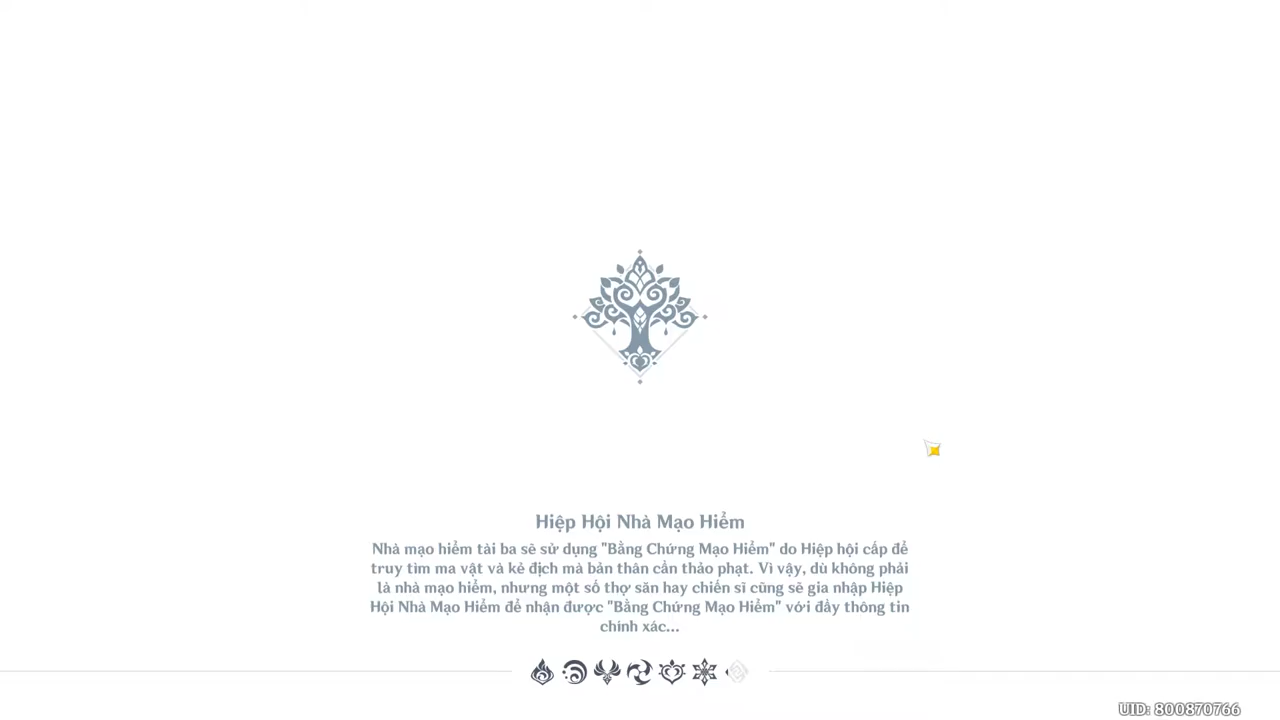 Hiệp Hội Nhà Mạo Hiểm
Nhà mạo hiểm tài ba sẽ sử dụng "Bằng Chứng Mạo Hiểm" do Hiệp hội cấp để
truy tìm ma vật và kẻ địch mà bản thân cần thảo phạt. Vì vậy, dù không phải
là nhà mạo hiểm, nhưng một số thợ săn hay chiến sĩ cũng sẽ gia nhập Hiệp
Hội Nhà Mạo Hiểm để nhận được "Bằng Chứng Mạo Hiểm" với đầy thông tin
chính xác...
UID: 800870766